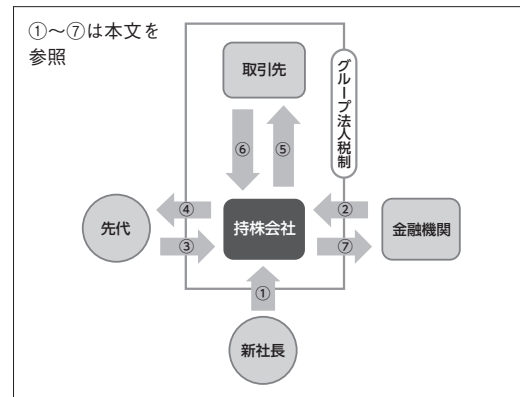 ①～⑦は本文を
参照
取引先
グループ法人税制
⑥
⑤
④
②
先代
持株会社
金融機関
③
⑦
①
新社長